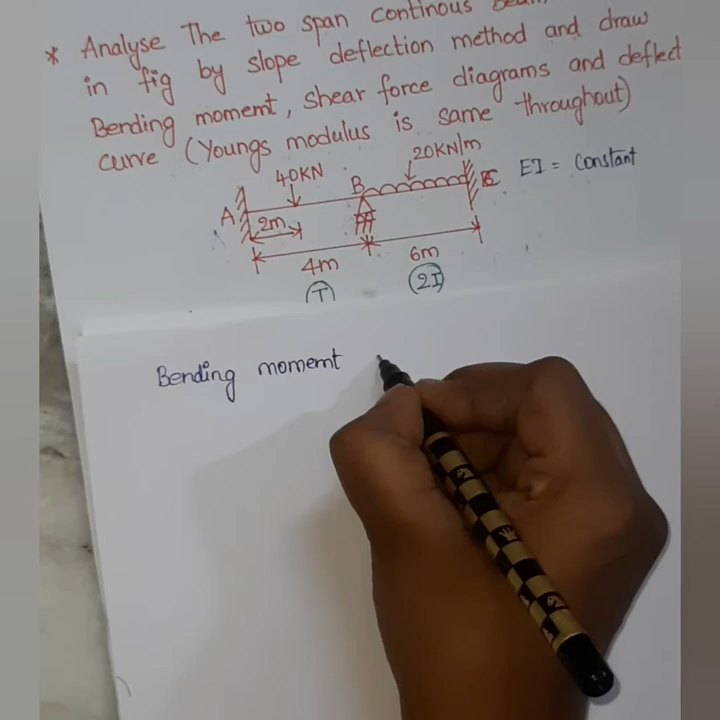 * Analyse The two span continous Beam
in fig by slope deflection method and draw
Bending moment, Shear force diagrams and deflect
curve (Youngs modulus is same throughout)
40KN
20KN/m
A
B
C
EI = Constant
2m
4m
6m
I
2I
Bending moment